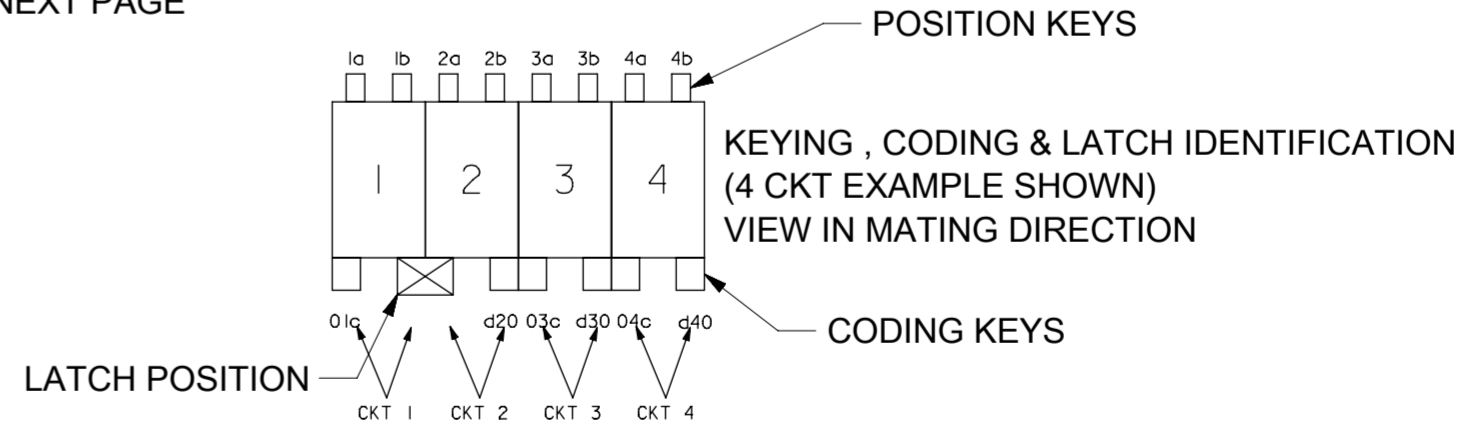 NEXT PAGE
POSITION KEYS
1a 1b 2a 2b 3a 3b 4a 4b
KEYING , CODING & LATCH IDENTIFICATION
(4 CKT EXAMPLE SHOWN)
VIEW IN MATING DIRECTION
1 2 3 4
01c d20 03c d30 04c d40
CODING KEYS
LATCH POSITION
CKT 1 CKT 2 CKT 3 CKT 4